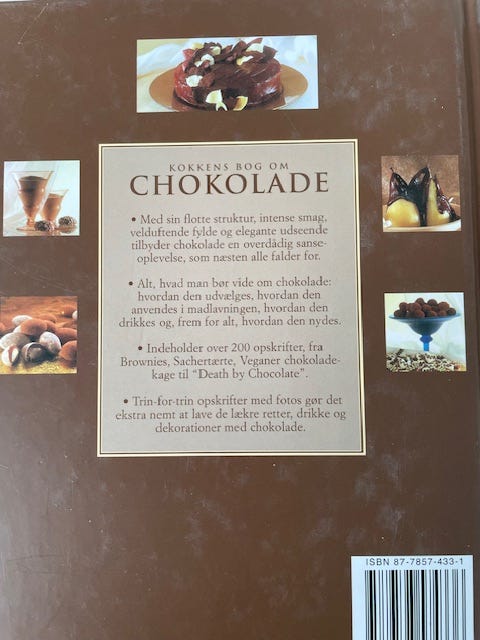 KOKKENS BOG OM
CHOKOLADE
• Med sin flotte struktur, intense smag,
velduftende fylde og elegante udseende
tilbyder chokolade en overdådig sanse-
oplevelse, som næsten alle falder for.
• Alt, hvad man bør vide om chokolade:
hvordan den udvælges, hvordan den
anvendes i madlavningen, hvordan den
drikkes og, frem for alt, hvordan den nydes.
• Indeholder over 200 opskrifter, fra
Brownies, Sachertærte, Veganer chokolade-
kage til “Death by Chocolate”.
• Trin-for-trin opskrifter med fotos gør det
ekstra nemt at lave de lækre retter, drikke og
dekorationer med chokolade.
ISBN 87-7857-433-1